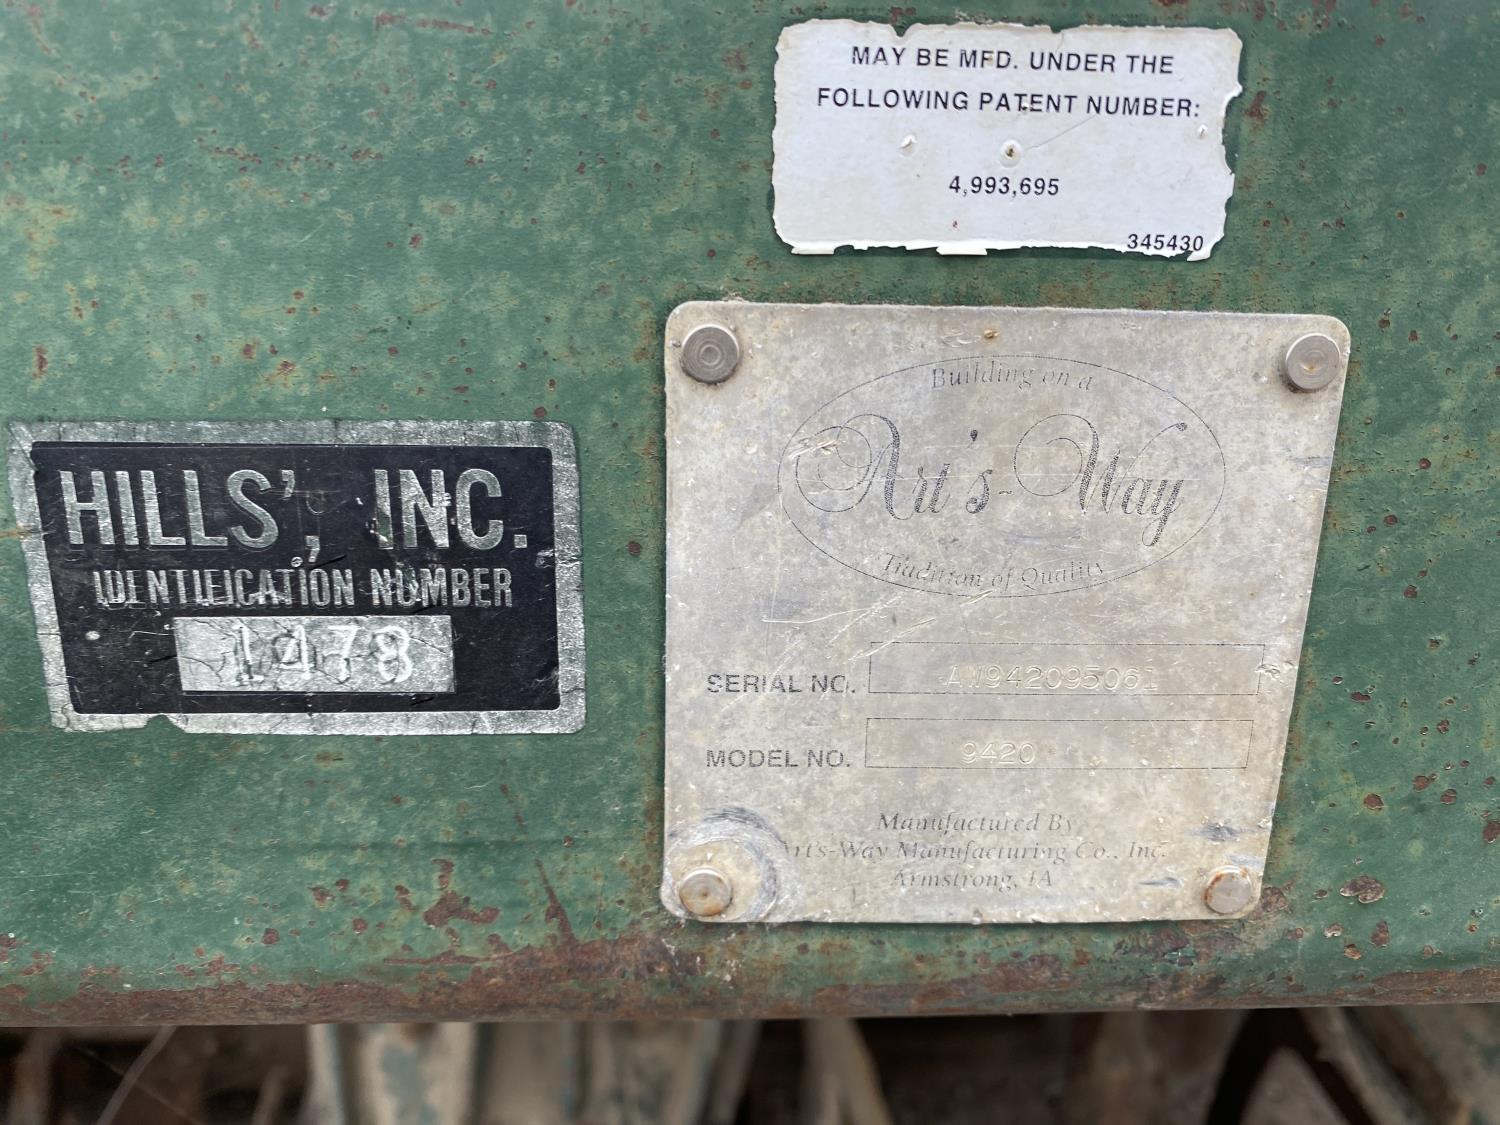 MAY BE MFD. UNDER THE
FOLLOWING PATENT NUMBER:
4,993,695
345430
HILLS', INC.
IDENTIFICATION NUMBER
1478
Building on a
Art's-Way
Tradition of Quality
SERIAL NO. AW942095061
MODEL NO. 9420
Manufactured By
Art's-Way Manufacturing Co., Inc.
Armstrong, IA